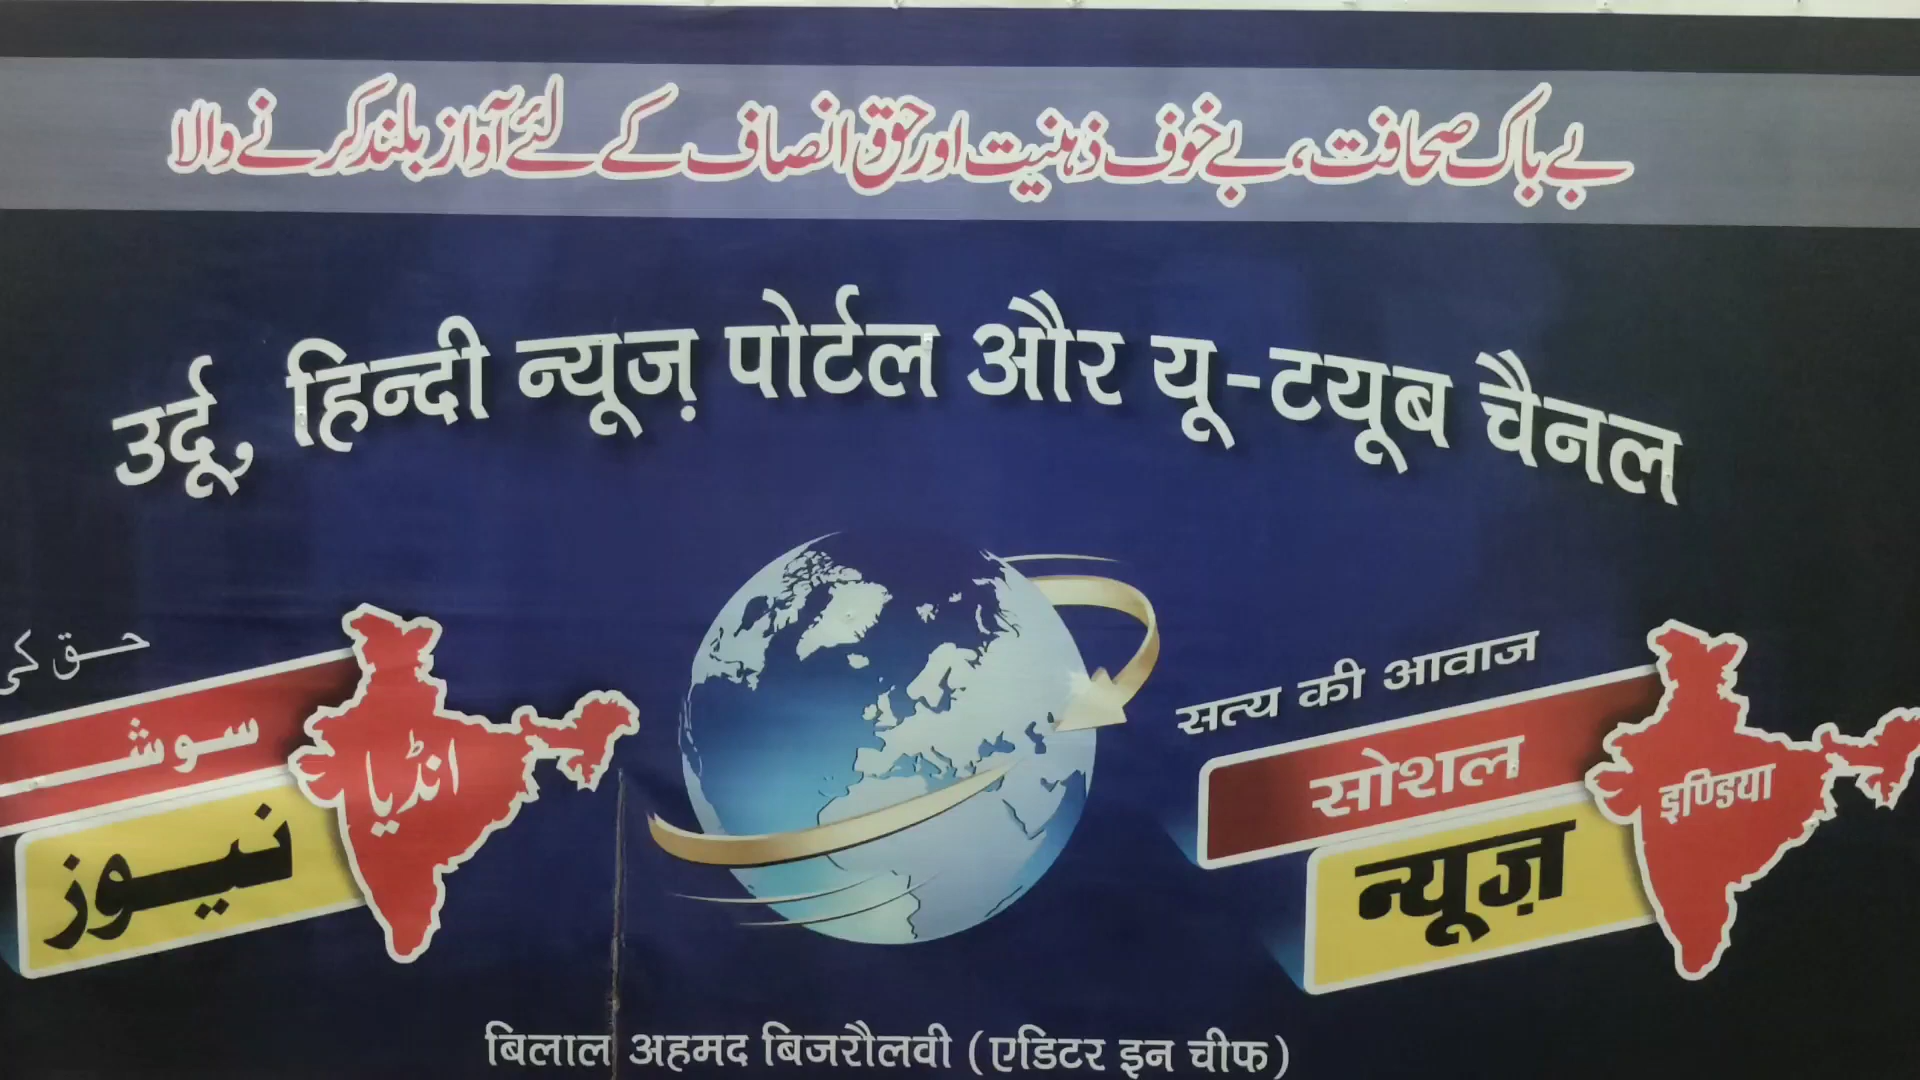 بے باک صحافت، بے خوف ذہنیت اور حق انصاف کے لئے آواز بلند کرنے والا
उर्दू, हिन्दी न्यूज़ पोर्टल और यू-टयूब चैनल
حق کی
انڈیا
نیوز
सत्य की आवाज
सोशल
इण्डिया
न्यूज़
बिलाल अहमद बिजरौलवी (एडिटर इन चीफ)